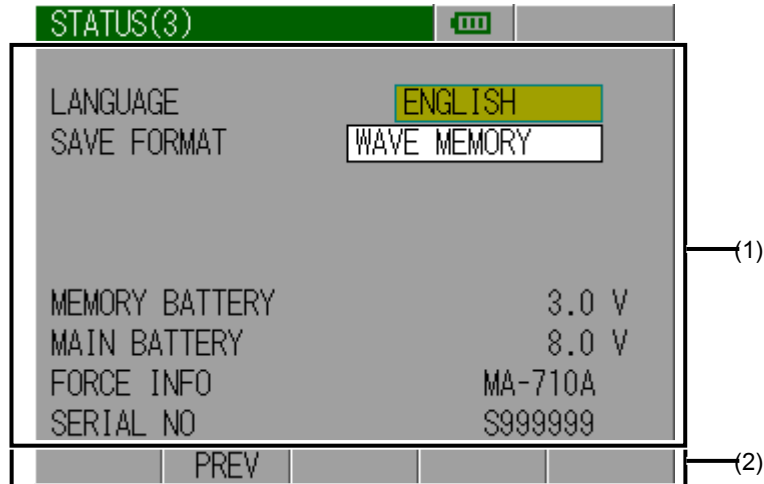 STATUS(3)
LANGUAGE ENGLISH
SAVE FORMAT WAVE MEMORY
(1)
MEMORY BATTERY 3.0 V
MAIN BATTERY 8.0 V
FORCE INFO MA-710A
SERIAL NO S999999
PREV
(2)